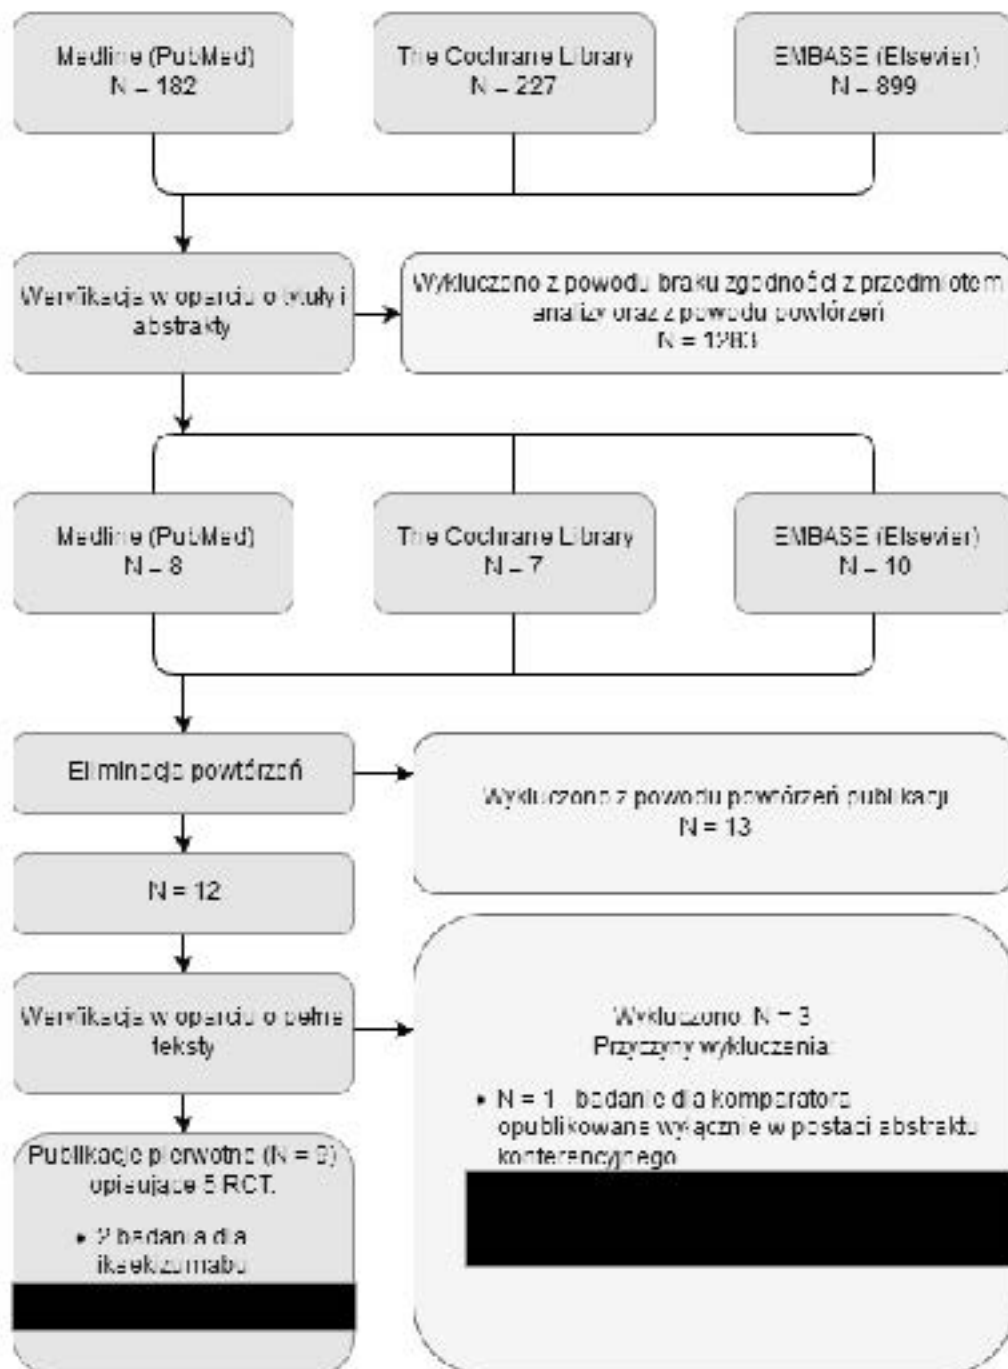 Medline (PubMed)
N = 182
The Cochrane Library
N = 227
EMBASE (Elsevier)
N = 899
Weryfikacja w oparciu o tytuły i
abstrakty
Wykluczono z powodu braku zgodności z przedmiotem
analizy oraz z powodu powtórzeń
N = 1283
Medline (PubMed)
N = 8
The Cochrane Library
N = 7
EMBASE (Elsevier)
N = 10
Eliminacja powtórzeń
Wykluczono z powodu powtórzeń publikacji
N = 13
N = 12
Weryfikacja w oparciu o pełne
teksty
Wykluczono: N = 3
Przyczyny wykluczenia:
• N = 1 - badanie dla komparatora
opublikowane wyłącznie w postaci abstraktu
konferencyjnego
Publikacje pierwotne (N = 9)
opisujące 5 RCT:
• 2 badania dla
iksekizumabu